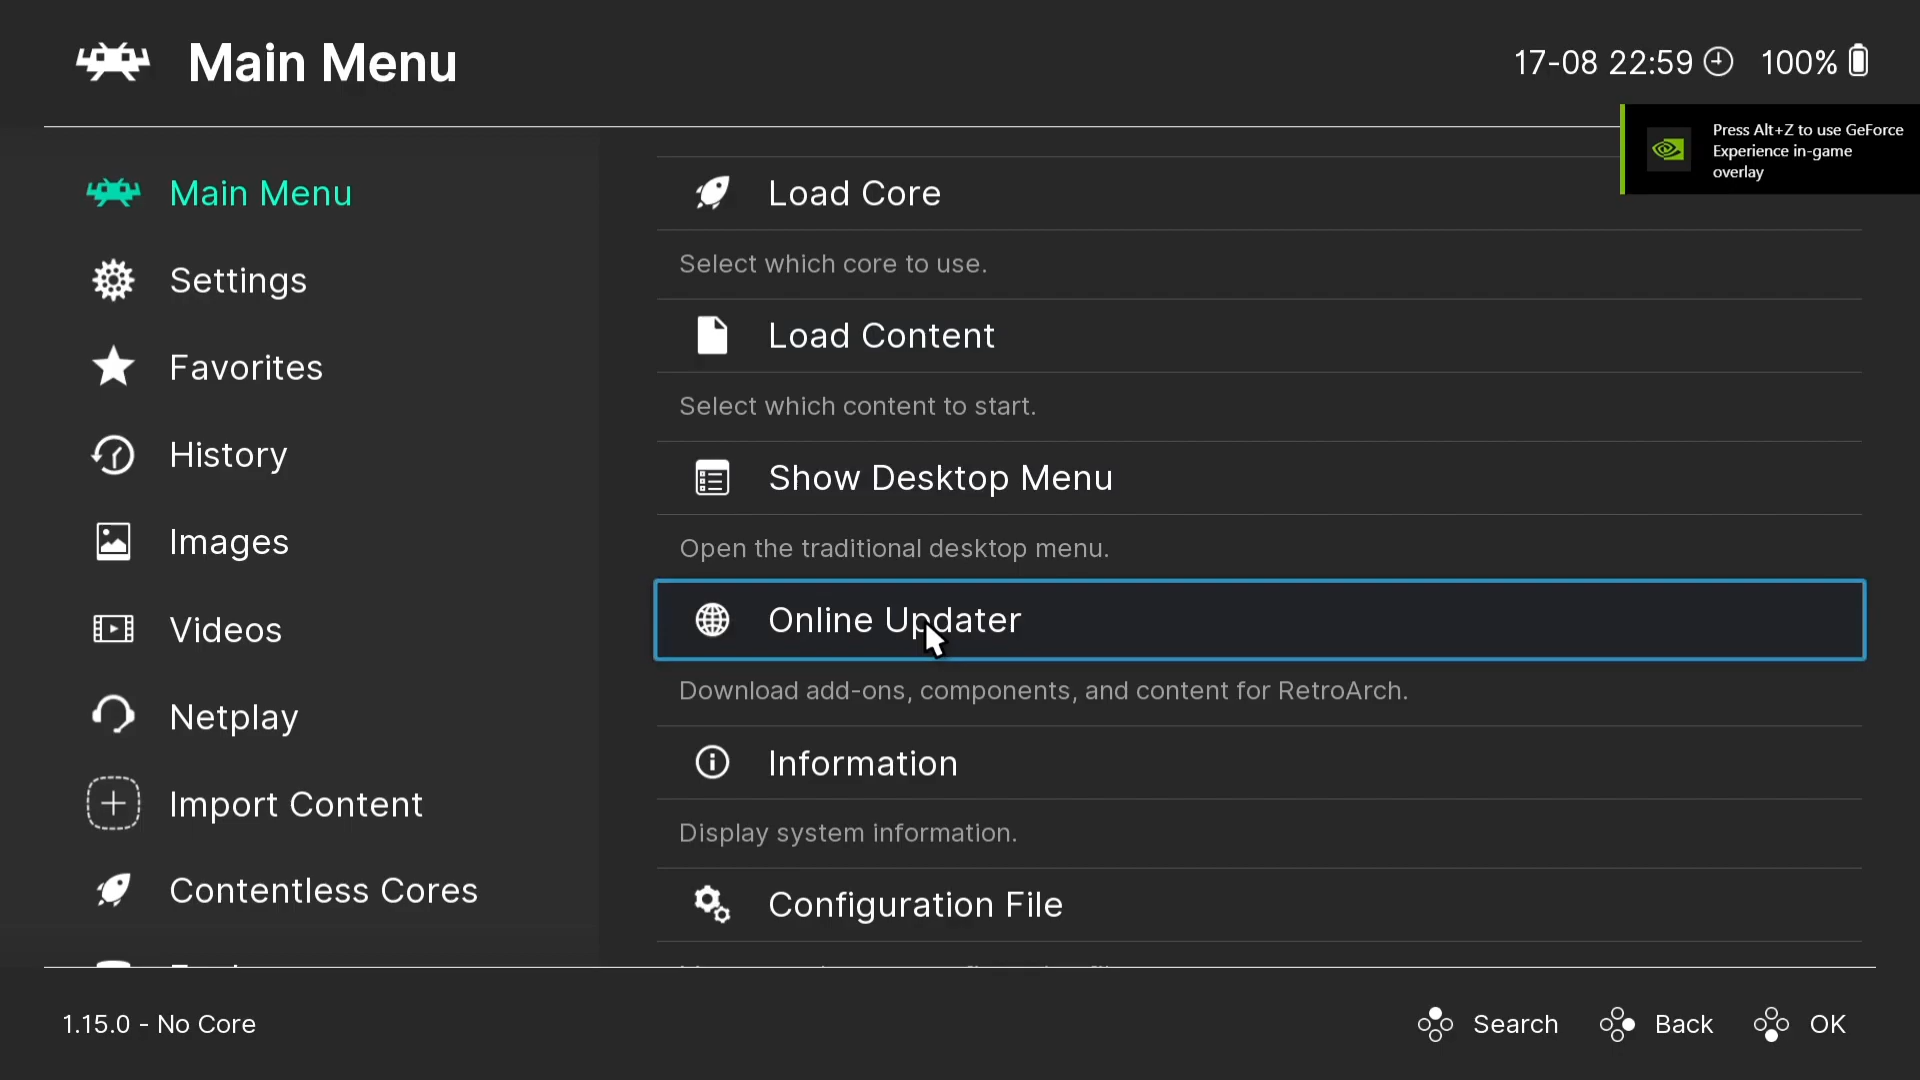 Main Menu
17-08 22:59 100%
Press Alt+Z to use GeForce
Experience in-game
overlay
Main Menu
Settings
Favorites
History
Images
Videos
Netplay
Import Content
Contentless Cores
Load Core
Select which core to use.
Load Content
Select which content to start.
Show Desktop Menu
Open the traditional desktop menu.
Online Updater
Download add-ons, components, and content for RetroArch.
Information
Display system information.
Configuration File
1.15.0 - No Core
Search Back OK